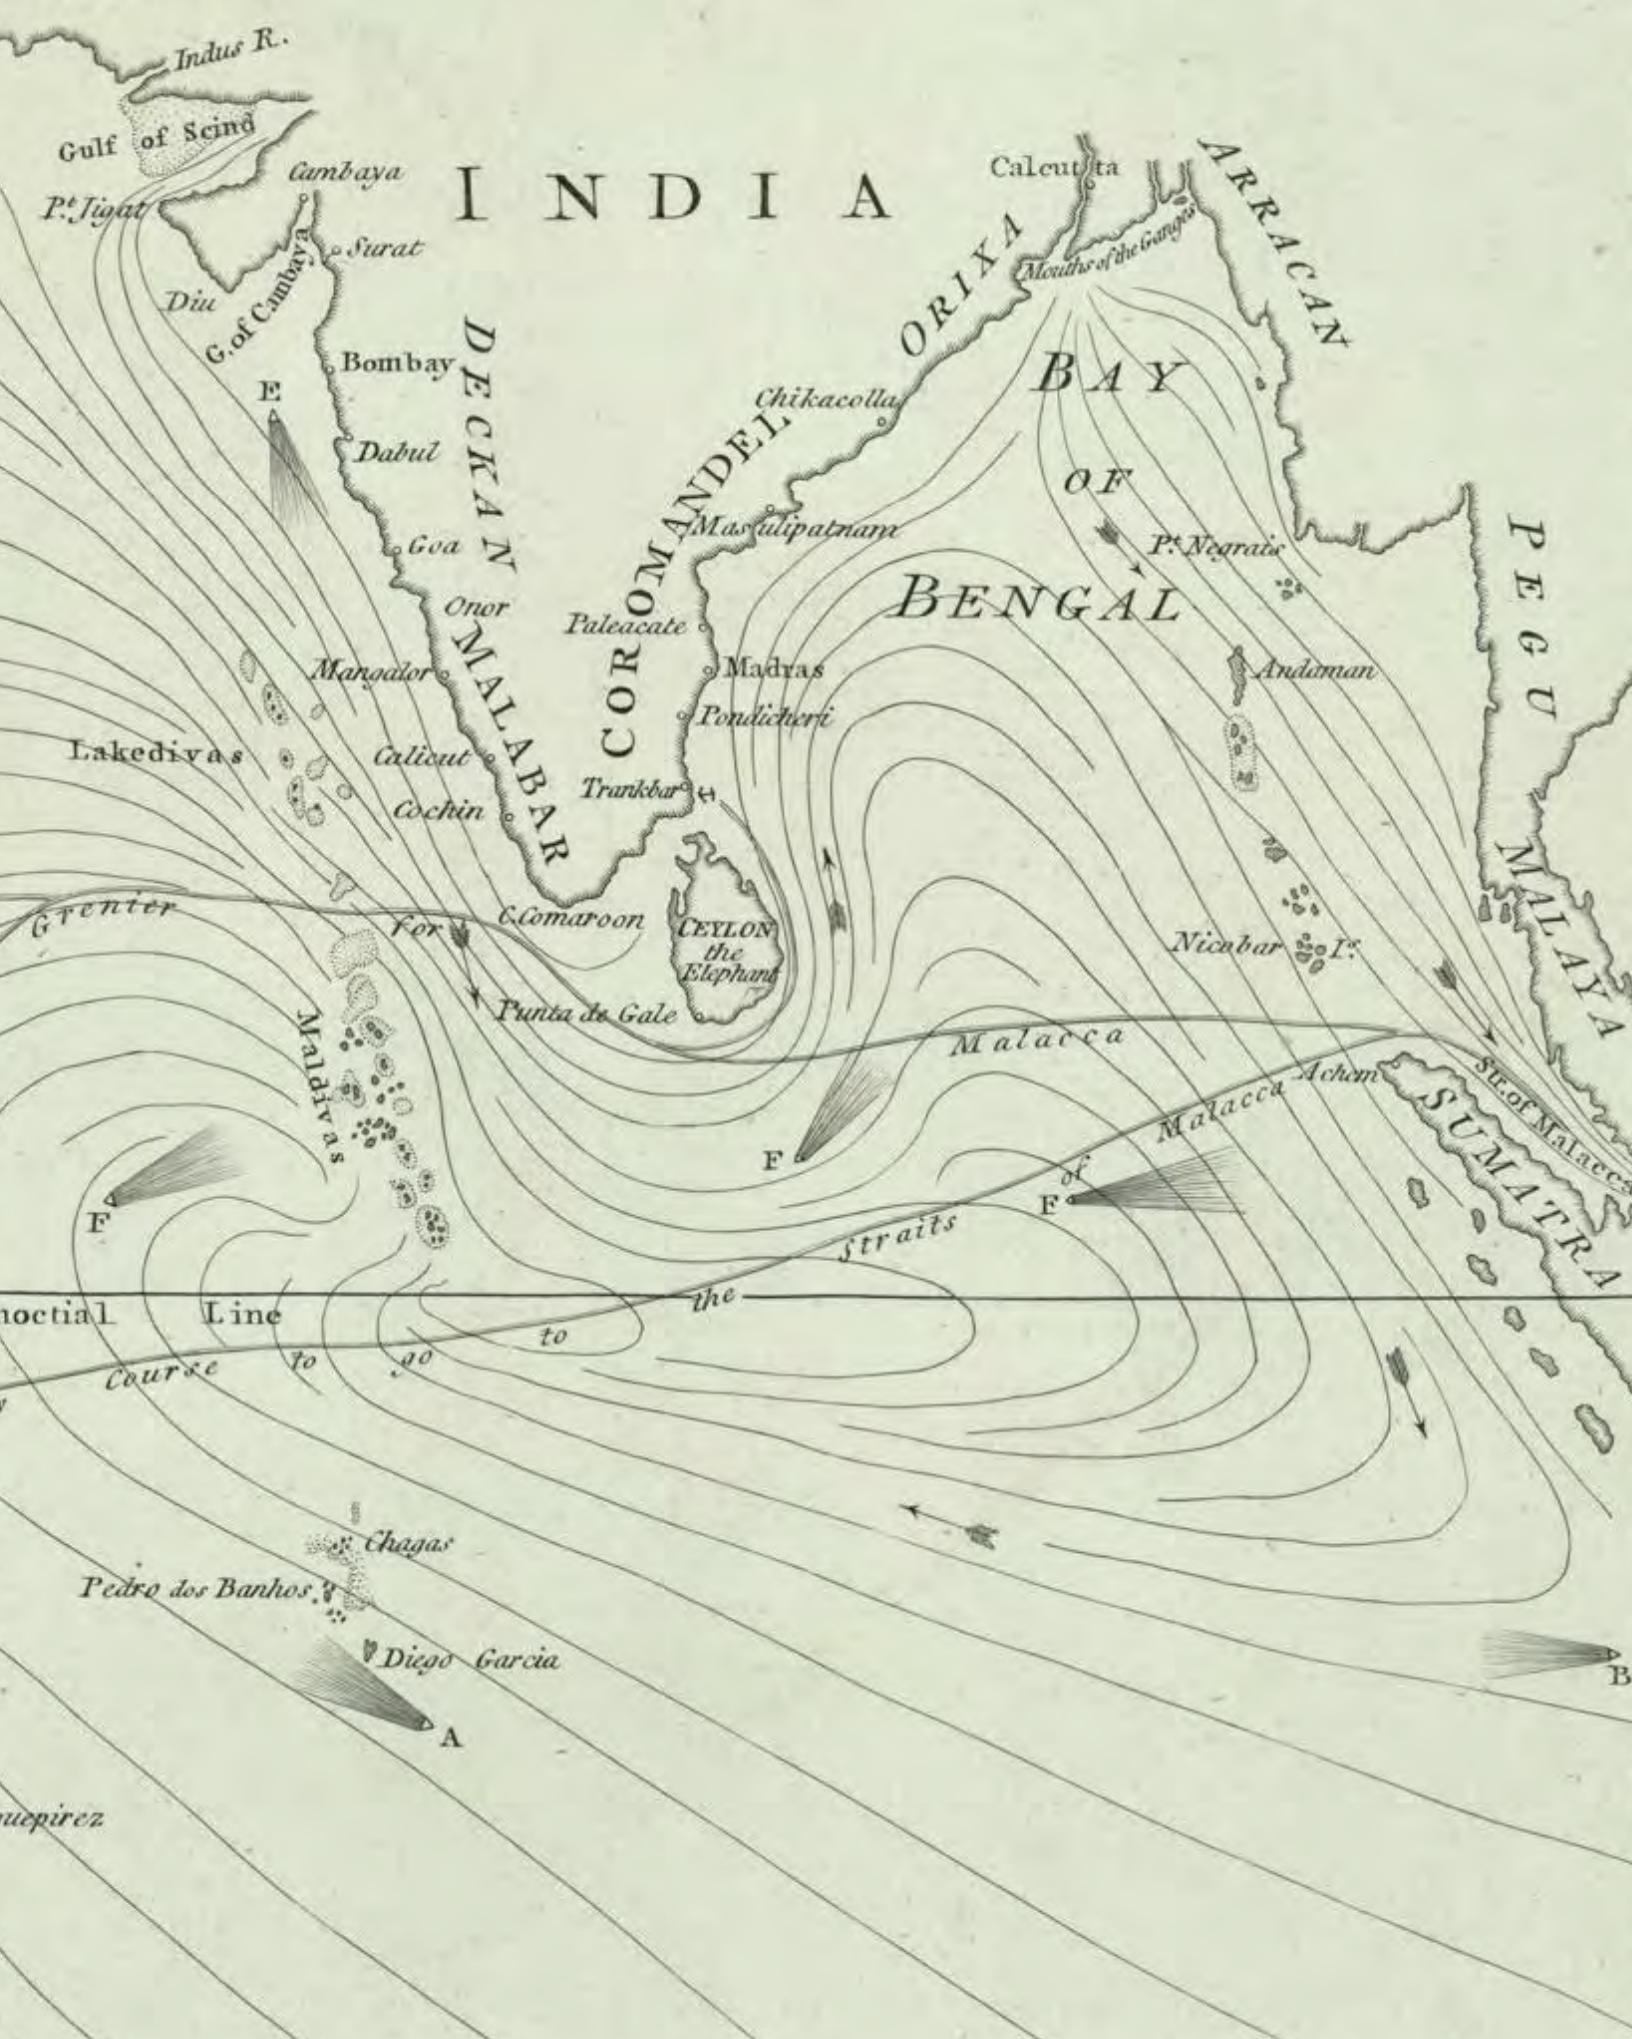 Indus R.
Gulf of Scind
Cambaya
Pt. Jigat
INDIA
Calcutta
ARRACAN
Surat
Mouths of the Ganges
Diu
G. of Cambaya
ORIXA
Bombay
DECKAN
BAY
E
Chikacolla
COROMANDEL
Dabul
OF
Masulipatnam
PEGU
Goa
Pt. Negrais
Onor
BENGAL
Paleacate
MALABAR
Mangalor
Madras
Andaman
Pondicheri
Lakedivas
Calicut
Trankbar
Cochin
MALAYA
Grenier
for
C. Comaroon
CEYLON
the
Elephant
Nicobar Is.
Punta de Gale
Maldivas
Malacca
Achem
Str. of Malacca
SUMATRA
Malacca
F
F
F
of
Straits
noctial Line
the
to
Course to go
Chagas
Pedro dos Banhos
Diego Garcia
B
A
uepirez